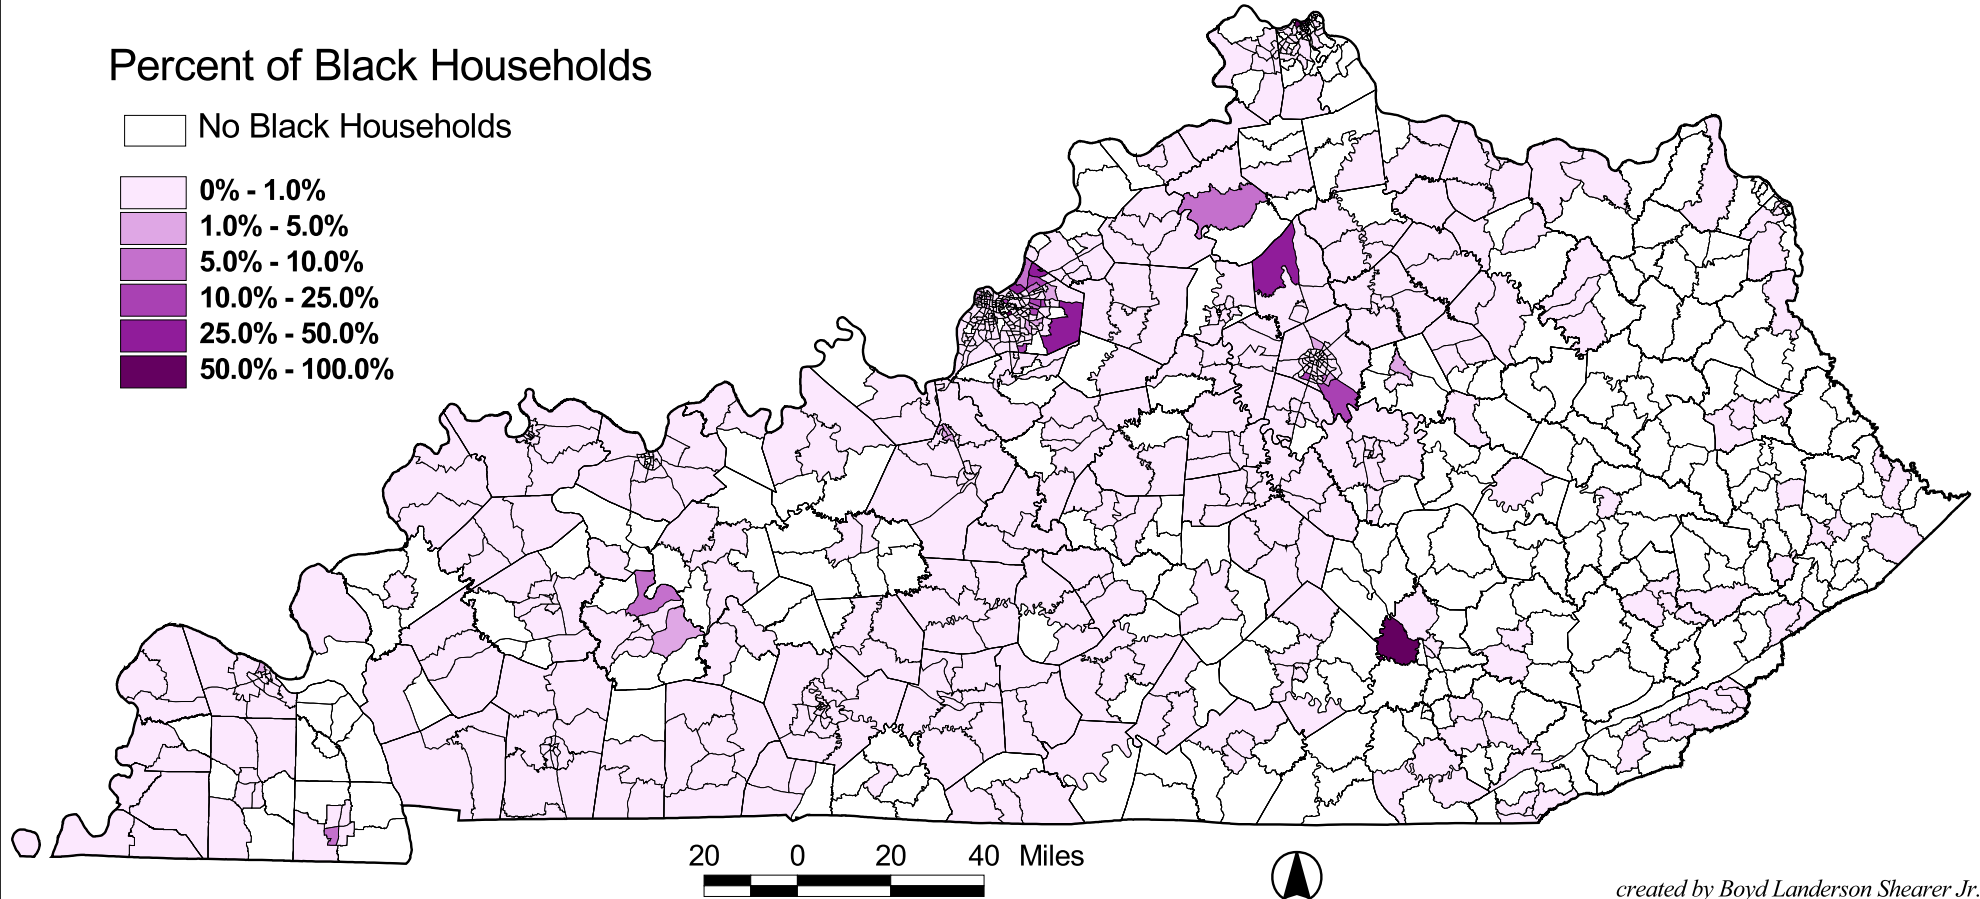 Percent of Black Households
No Black Households
0% - 1.0%
1.0% - 5.0%
5.0% - 10.0%
10.0% - 25.0%
25.0% - 50.0%
50.0% - 100.0%
20 0 20 40 Miles
created by Boyd Landerson Shearer Jr.